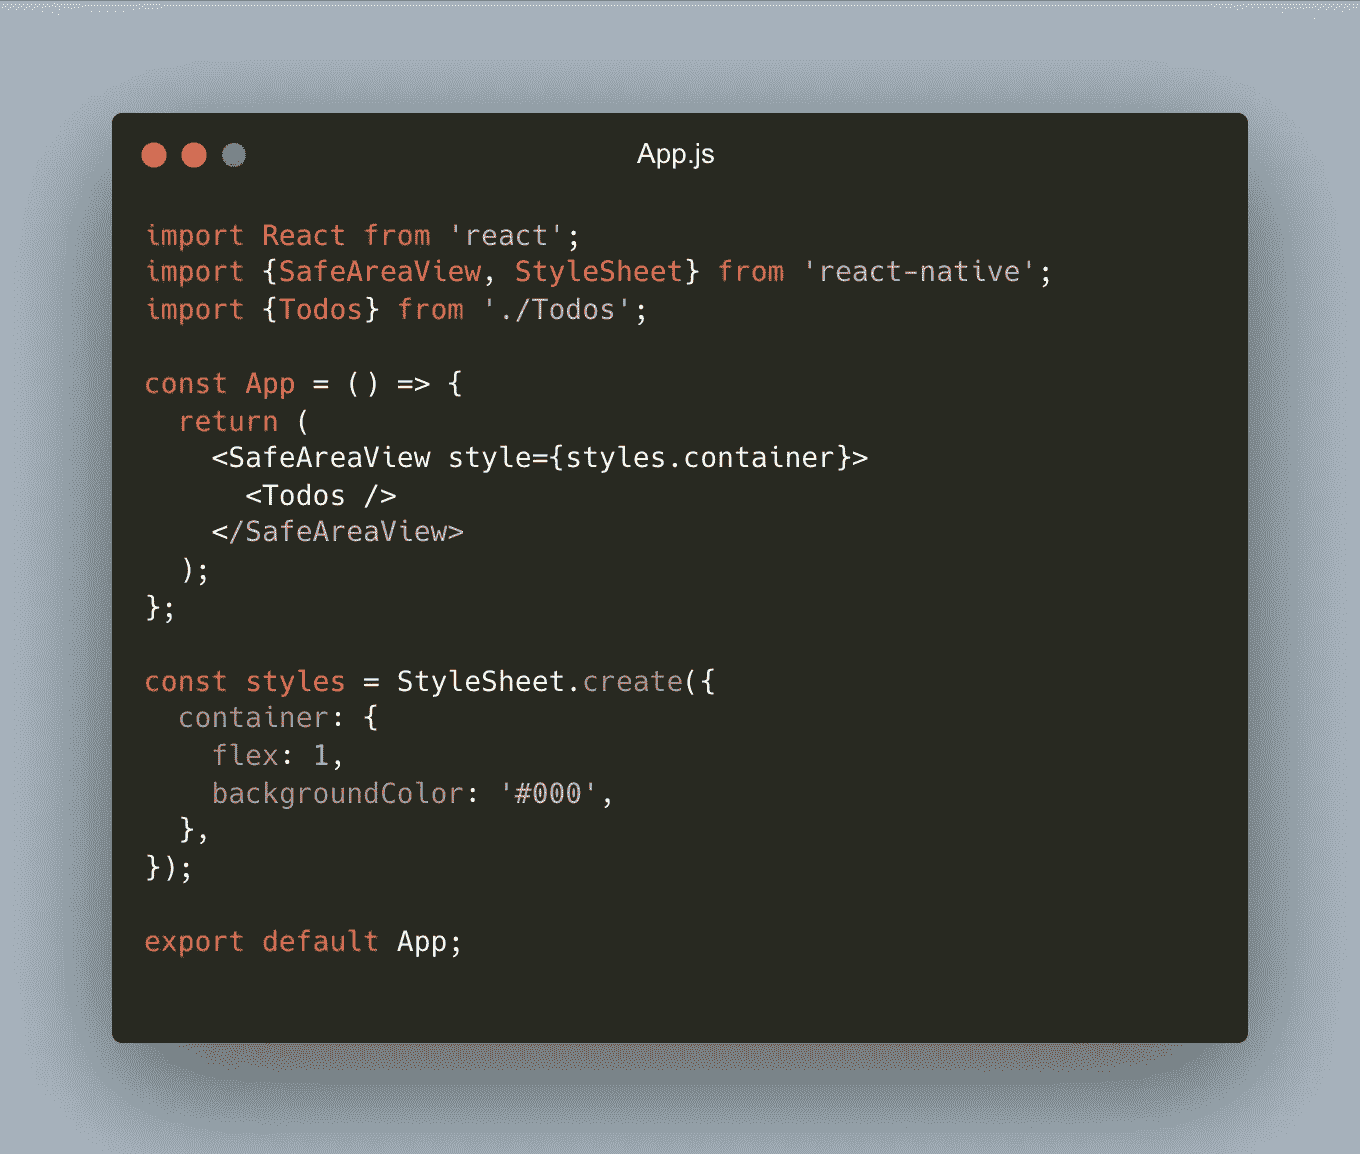 App.js
import React from 'react';
import {SafeAreaView, StyleSheet} from 'react-native';
import {Todos} from './Todos';
const App = () => {
  return (
    <SafeAreaView style={styles.container}>
      <Todos />
    </SafeAreaView>
  );
};
const styles = StyleSheet.create({
  container: {
    flex: 1,
    backgroundColor: '#000',
  },
});
export default App;